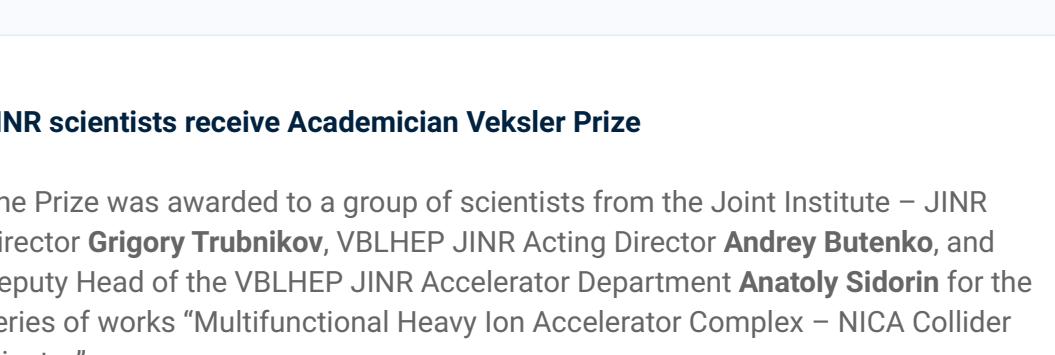 INR scientists receive Academician Veksler Prize
he Prize was awarded to a group of scientists from the Joint Institute – JINR
irector Grigory Trubnikov, VBLHEP JINR Acting Director Andrey Butenko, and
eputy Head of the VBLHEP JINR Accelerator Department Anatoly Sidorin for the
eries of works “Multifunctional Heavy Ion Accelerator Complex – NICA Collider